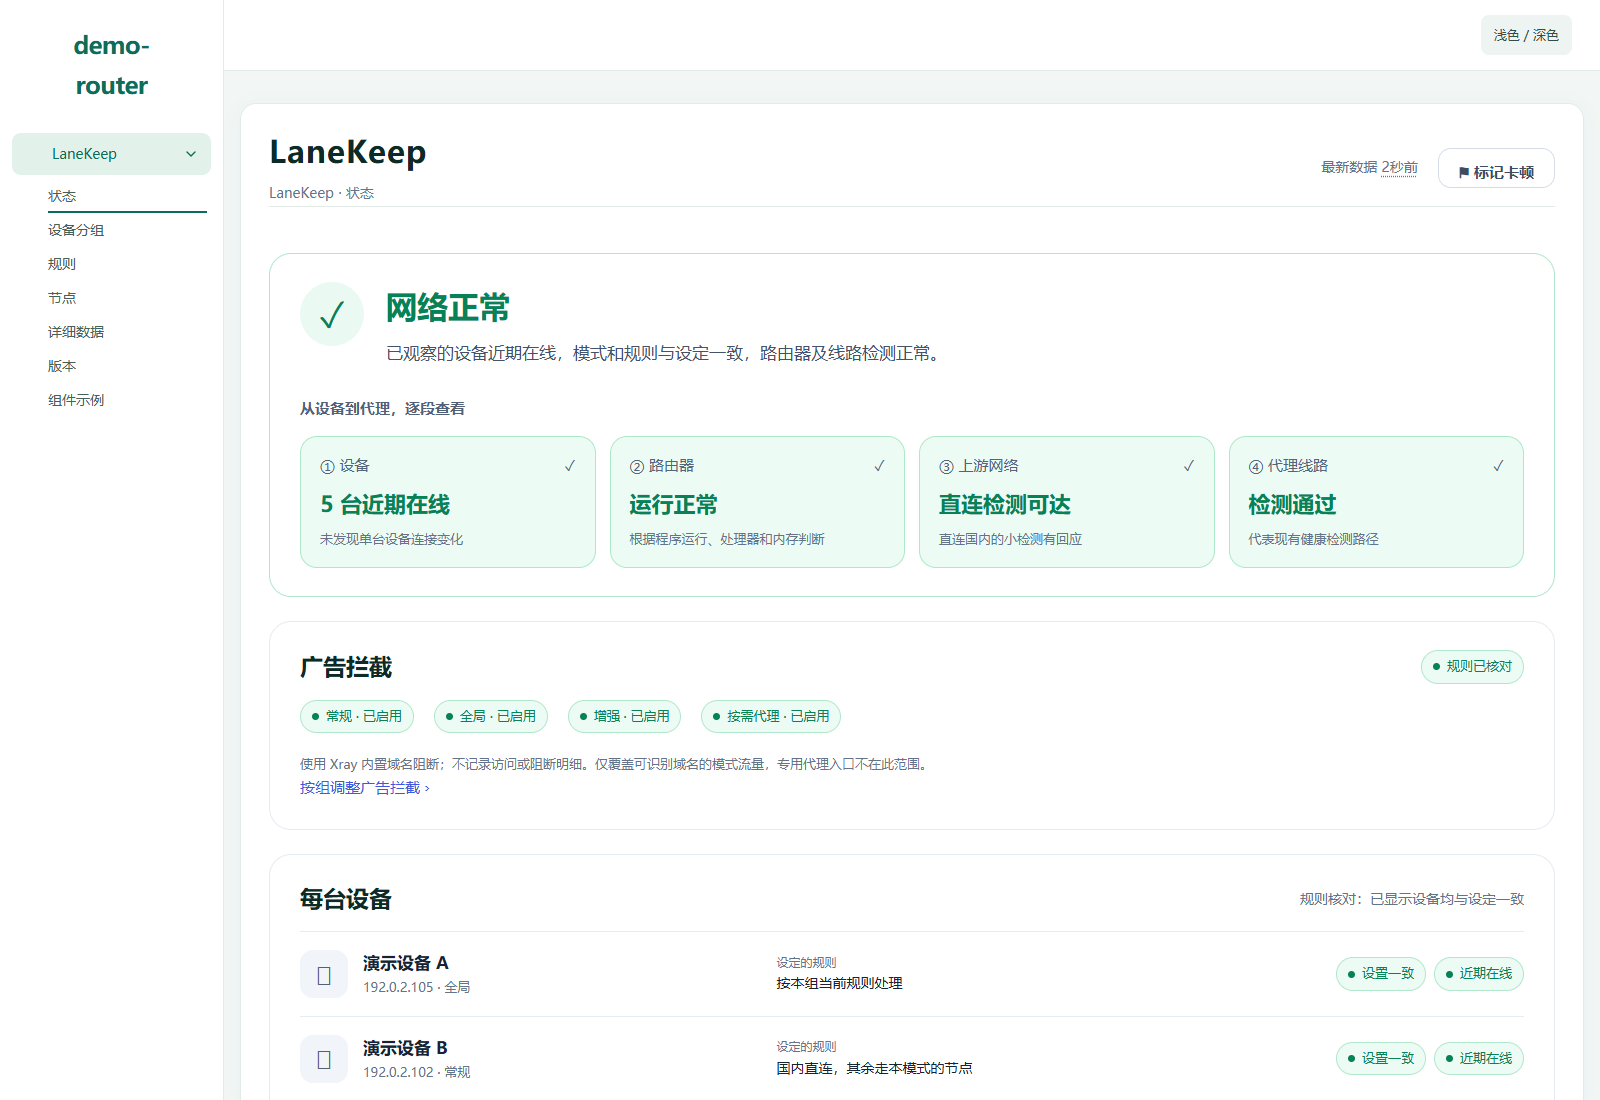 demo-
router
LaneKeep
状态
设备分组
规则
节点
详细数据
版本
组件示例
浅色 / 深色
LaneKeep
LaneKeep · 状态
最新数据 2秒前
⚑ 标记卡顿
✓
网络正常
已观察的设备近期在线，模式和规则与设定一致，路由器及线路检测正常。
从设备到代理，逐段查看
① 设备 ✓
5 台近期在线
未发现单台设备连接变化
② 路由器 ✓
运行正常
根据程序运行、处理器和内存判断
③ 上游网络 ✓
直连检测可达
直连国内的小检测有回应
④ 代理线路 ✓
检测通过
代表现有健康检测路径
广告拦截
规则已核对
常规 · 已启用
全局 · 已启用
增强 · 已启用
按需代理 · 已启用
使用 Xray 内置域名阻断；不记录访问或阻断明细。仅覆盖可识别域名的模式流量，专用代理入口不在此范围。
按组调整广告拦截 ›
每台设备
规则核对：已显示设备均与设定一致
演示设备 A
192.0.2.105 · 全局
设定的规则
按本组当前规则处理
设置一致
近期在线
演示设备 B
192.0.2.102 · 常规
设定的规则
国内直连，其余走本模式的节点
设置一致
近期在线